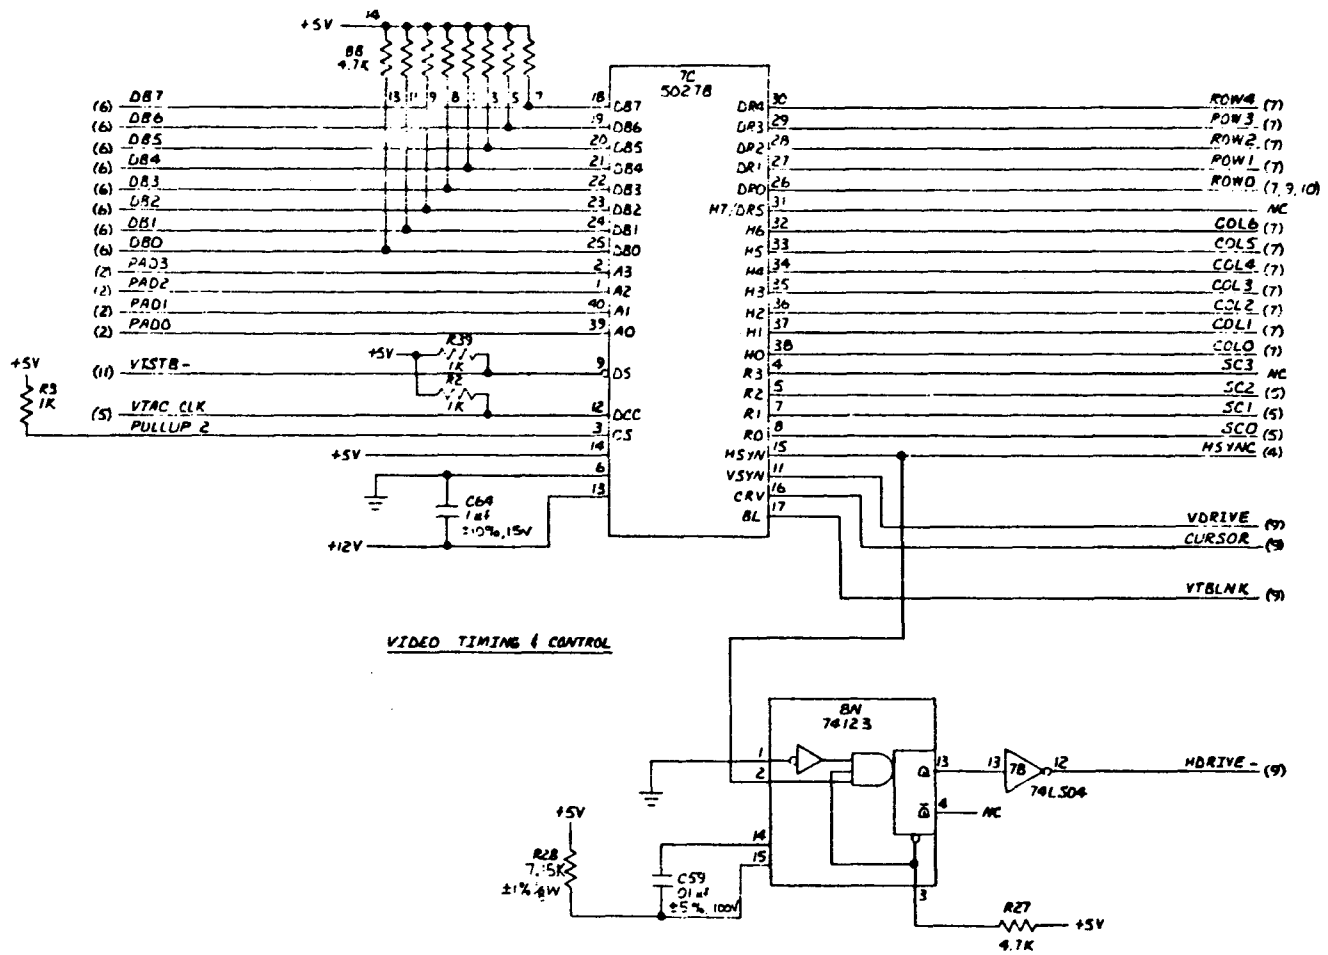 +5V 14
8B
4.7K
13 11 9 8 1 3 5 7
7C
5027B
(6) DB7 18 DB7 DR4 30 ROW4 (7)
(6) DB6 19 DB6 DR3 29 ROW3 (7)
(6) DB5 20 DB5 DR2 28 ROW2 (7)
(6) DB4 21 DB4 DR1 27 ROW1 (7)
(6) DB3 22 DB3 DR0 26 ROW0 (7,9,10)
(6) DB2 23 DB2 H7/DR5 31 NC
(6) DB1 24 DB1 H6 32 COL6 (7)
(6) DB0 25 DB0 H5 33 COL5 (7)
(2) PAD3 2 A3 H4 34 COL4 (7)
(2) PAD2 1 A2 H3 35 COL3 (7)
(2) PAD1 40 A1 H2 36 COL2 (7)
(2) PAD0 39 A0 H1 37 COL1 (7)
+5V R39 1K H0 38 COL0 (7)
(11) VTSTB- 9 DS R3 4 SC3 NC
+5V R3 1K R2 1K R2 5 SC2 (5)
(5) VTAC CLK 12 DCC R1 7 SC1 (5)
PULLUP 2 3 CS R0 8 SC0 (5)
+5V 14 HSYN 15 HSYNC (4)
6 VSYN 11
13 CRV 16
BL 17
C64
1uf
±10%, 15V
+12V
VDRIVE (9)
CURSOR (9)
VTBLNK (9)
VIDEO TIMING & CONTROL
8N
74123
1
2
Q 13 13 7B 12 HDRIVE- (9)
74LS04
Q̅ 4 NC
+5V
14
15
R28
±1%
C59
.01uf
±5%, 100V
3
R27
+5V
4.7K